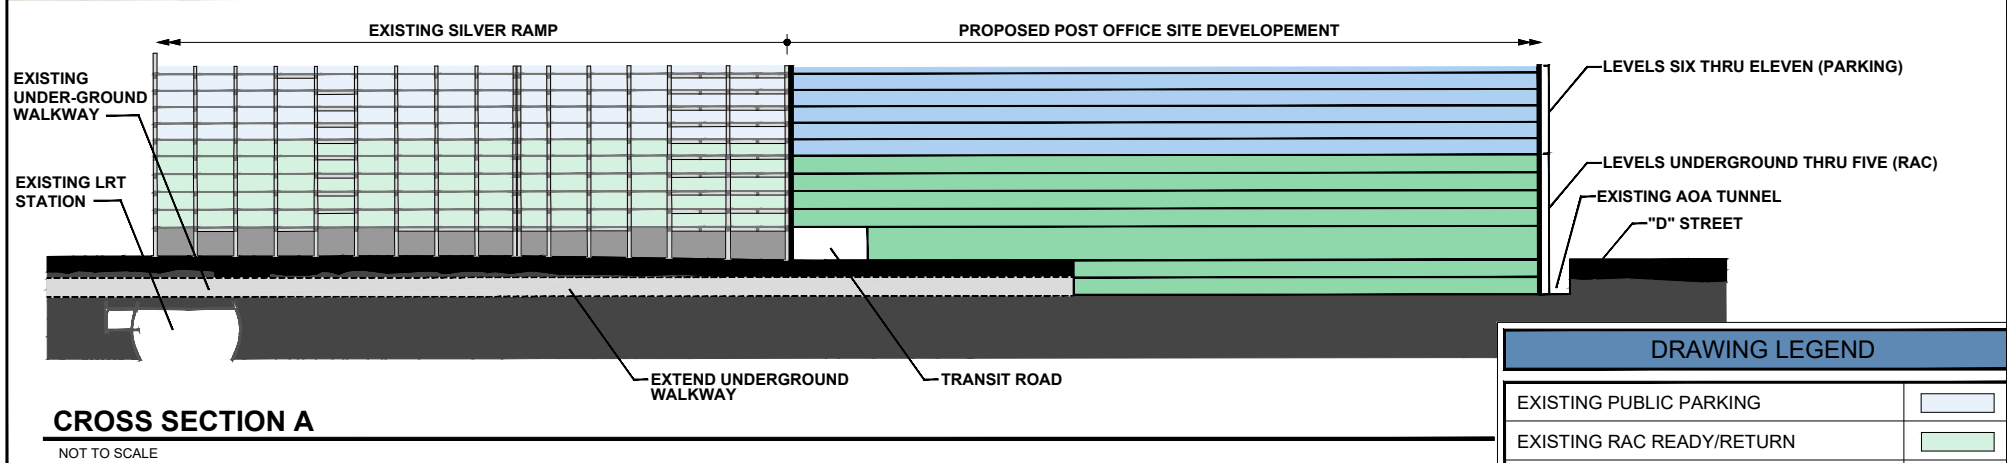 EXISTING SILVER RAMP
PROPOSED POST OFFICE SITE DEVELOPEMENT
EXISTING
UNDER-GROUND
WALKWAY
EXISTING LRT
STATION
LEVELS SIX THRU ELEVEN (PARKING)
LEVELS UNDERGROUND THRU FIVE (RAC)
EXISTING AOA TUNNEL
"D" STREET
EXTEND UNDERGROUND
WALKWAY
TRANSIT ROAD
CROSS SECTION A
NOT TO SCALE
DRAWING LEGEND
EXISTING PUBLIC PARKING
EXISTING RAC READY/RETURN